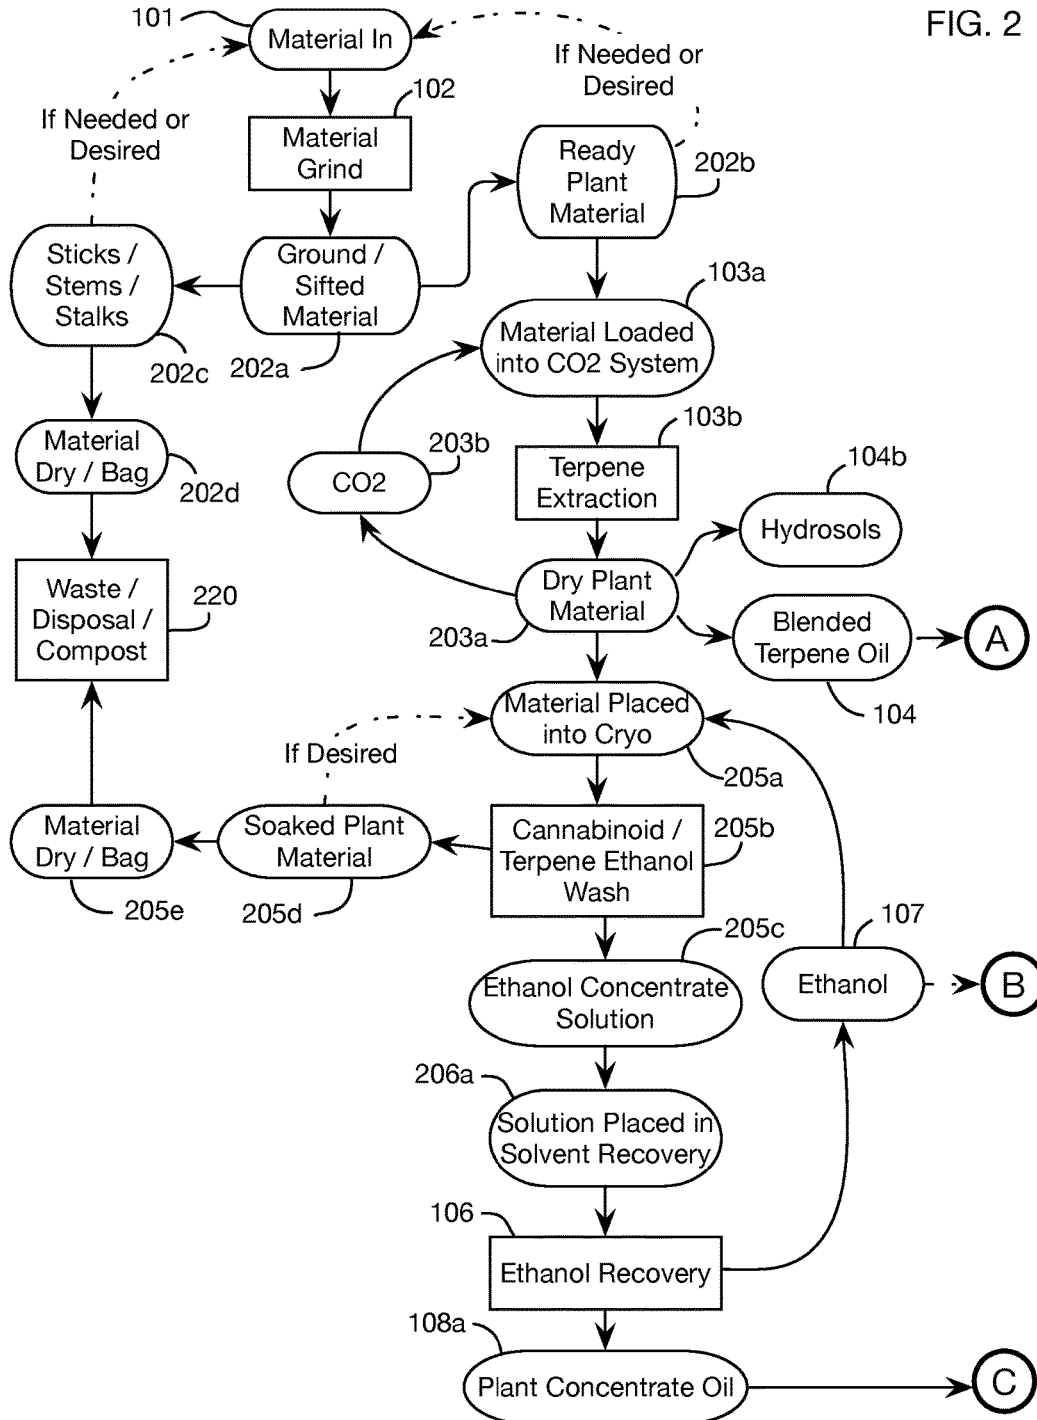 FIG. 2
101
Material In
If Needed or
Desired
102
If Needed or
Desired
Material
Grind
Ready
Plant
Material
202b
Sticks /
Stems /
Stalks
202c
Ground /
Sifted
Material
202a
103a
Material Loaded
into CO2 System
103b
Material
Dry / Bag
202d
203b
CO2
Terpene
Extraction
104b
Hydrosols
Waste /
Disposal /
Compost
220
Dry Plant
Material
203a
Blended
Terpene Oil
104
A
Material Placed
into Cryo
205a
If Desired
Material
Dry / Bag
205e
Soaked Plant
Material
205d
Cannabinoid /
Terpene Ethanol
Wash
205b
205c
Ethanol Concentrate
Solution
107
Ethanol
B
206a
Solution Placed in
Solvent Recovery
106
Ethanol Recovery
108a
Plant Concentrate Oil
C